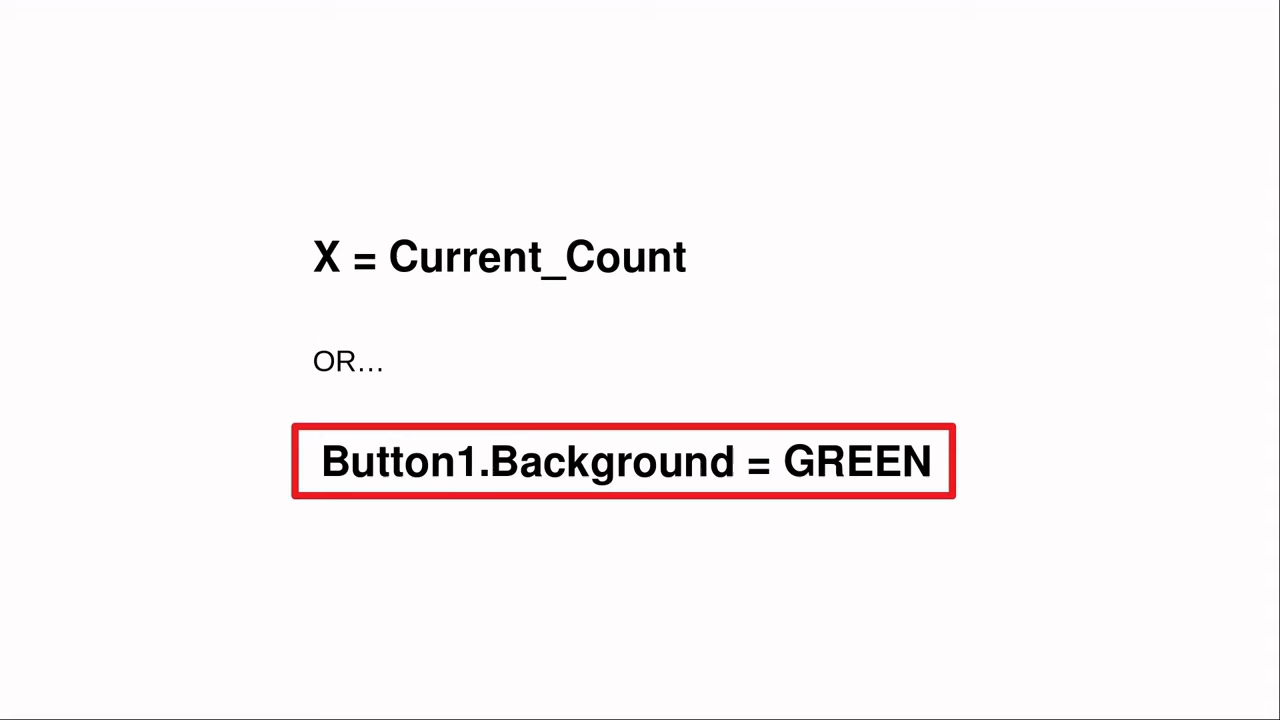 X = Current_Count
OR…
Button1.Background = GREEN